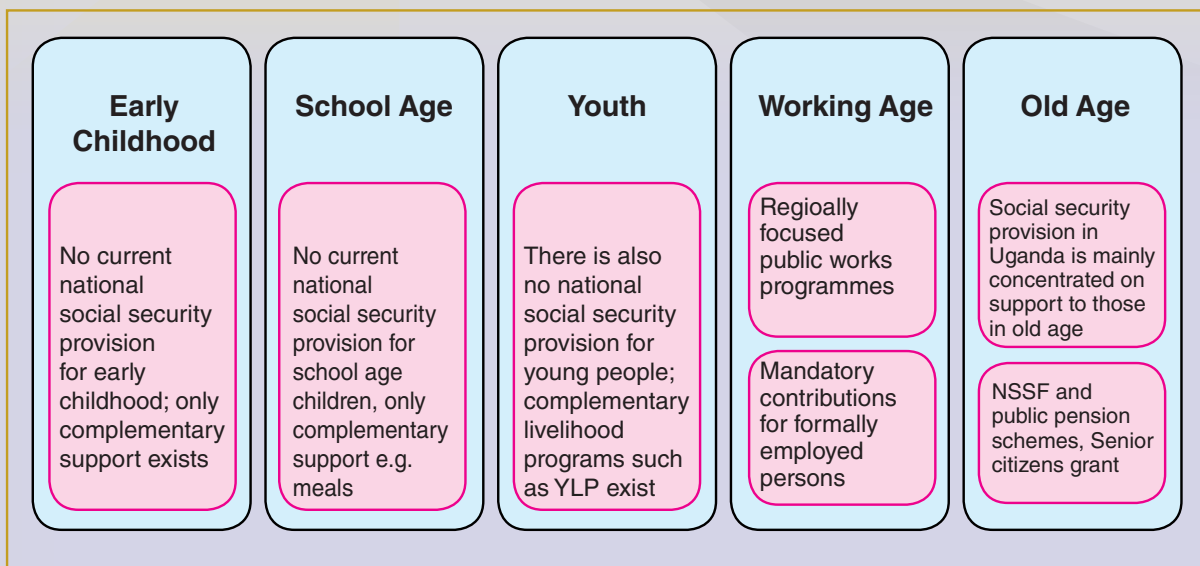 Early
Childhood
No current
national
social security
provision
for early
childhood; only
complementary
support exists
School Age
No current
national
social security
provision for
school age
children, only
complementary
support e.g.
meals
Youth
There is also
no national
social security
provision for
young people;
complementary
livelihood
programs such
as YLP exist
Working Age
Regioally
focused
public works
programmes
Mandatory
contributions
for formally
employed
persons
Old Age
Social security
provision in
Uganda is mainly
concentrated on
support to those
in old age
NSSF and
public pension
schemes, Senior
citizens grant